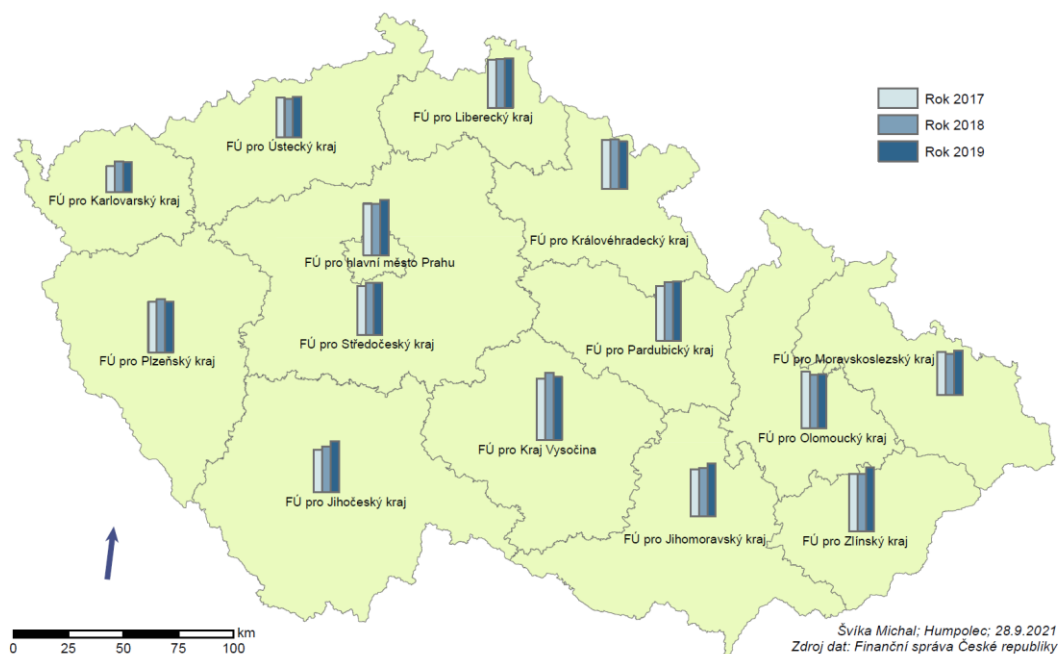 Rok 2017
Rok 2018
Rok 2019
FÚ pro Liberecký kraj
FÚ pro Ústecký kraj
FÚ pro Karlovarský kraj
FÚ pro Královéhradecký kraj
FÚ pro hlavní město Prahu
FÚ pro Středočeský kraj
FÚ pro Pardubický kraj
FÚ pro Plzeňský kraj
FÚ pro Moravskoslezský kraj
FÚ pro Olomoucký kraj
FÚ pro Kraj Vysočina
FÚ pro Jihočeský kraj
FÚ pro Jihomoravský kraj
FÚ pro Zlínský kraj
km
0 25 50 75 100
Švíka Michal; Humpolec; 28.9.2021
Zdroj dat: Finanční správa České republiky